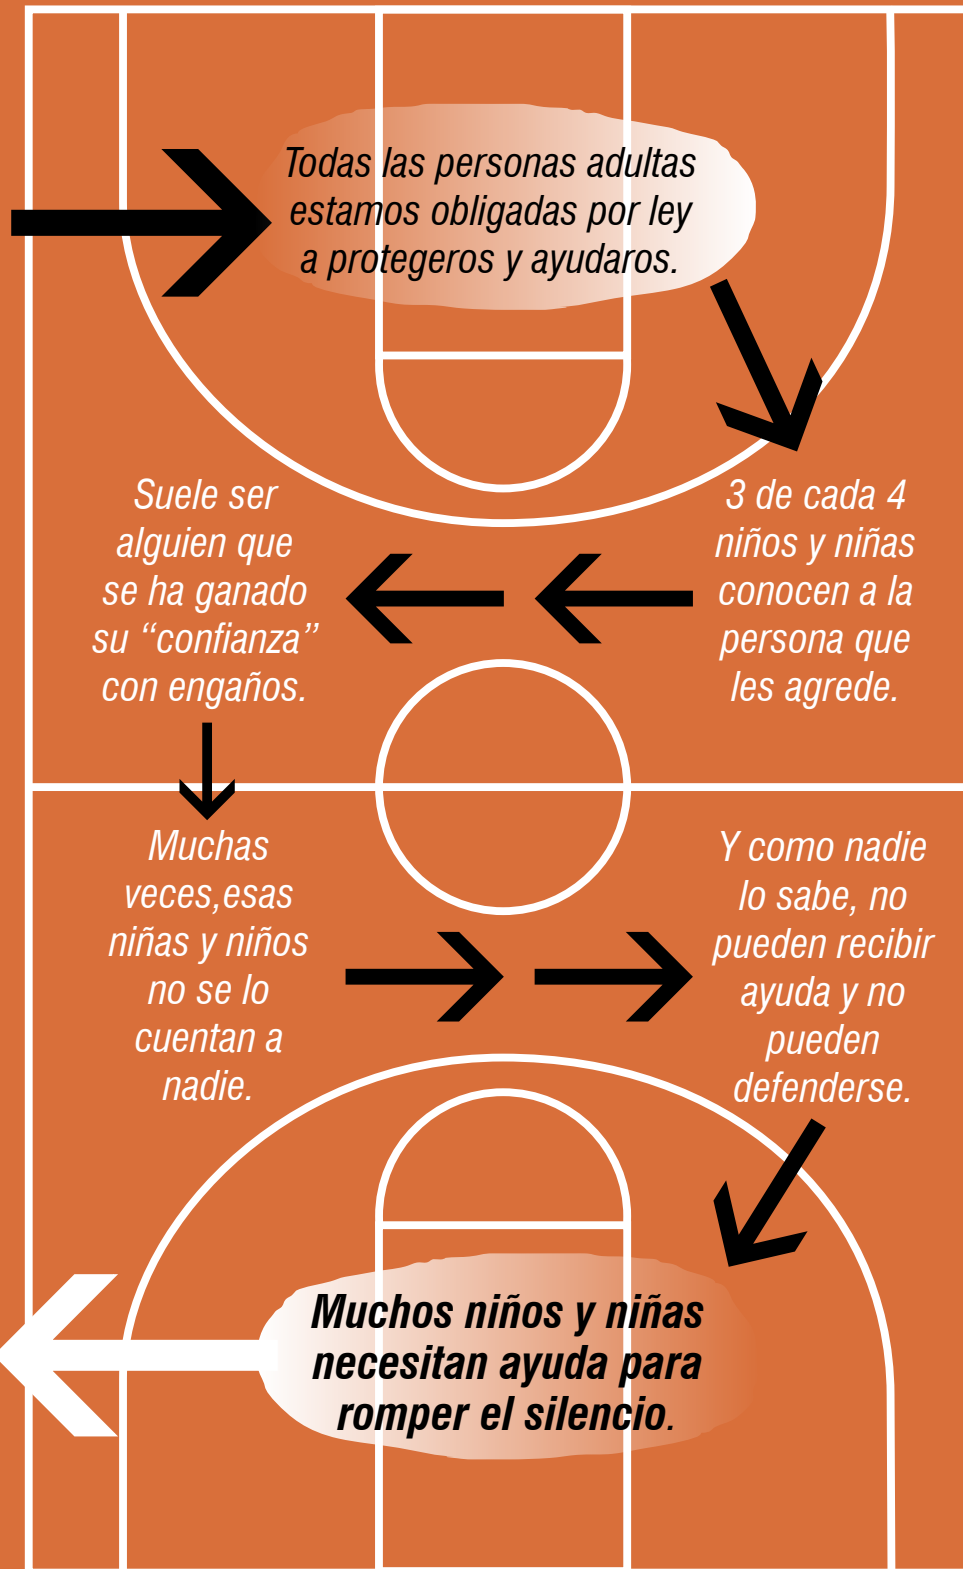 Todas las personas adultas
estamos obligadas por ley
a protegeros y ayudaros.
3 de cada 4
niños y niñas
conocen a la
persona que
les agrede.
Suele ser
alguien que
se ha ganado
su “confianza”
con engaños.
Muchas
veces,esas
niñas y niños
no se lo
cuentan a
nadie.
Y como nadie
lo sabe, no
pueden recibir
ayuda y no
pueden
defenderse.
Muchos niños y niñas
necesitan ayuda para
romper el silencio.